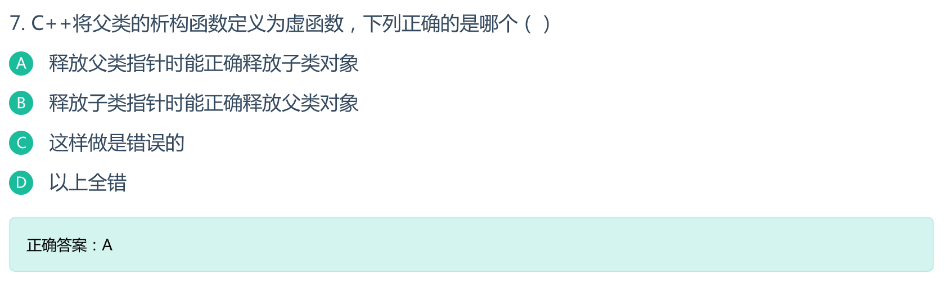 7. C++将父类的析构函数定义为虚函数，下列正确的是哪个（ ）
A 释放父类指针时能正确释放子类对象
B 释放子类指针时能正确释放父类对象
C 这样做是错误的
D 以上全错
正确答案：A